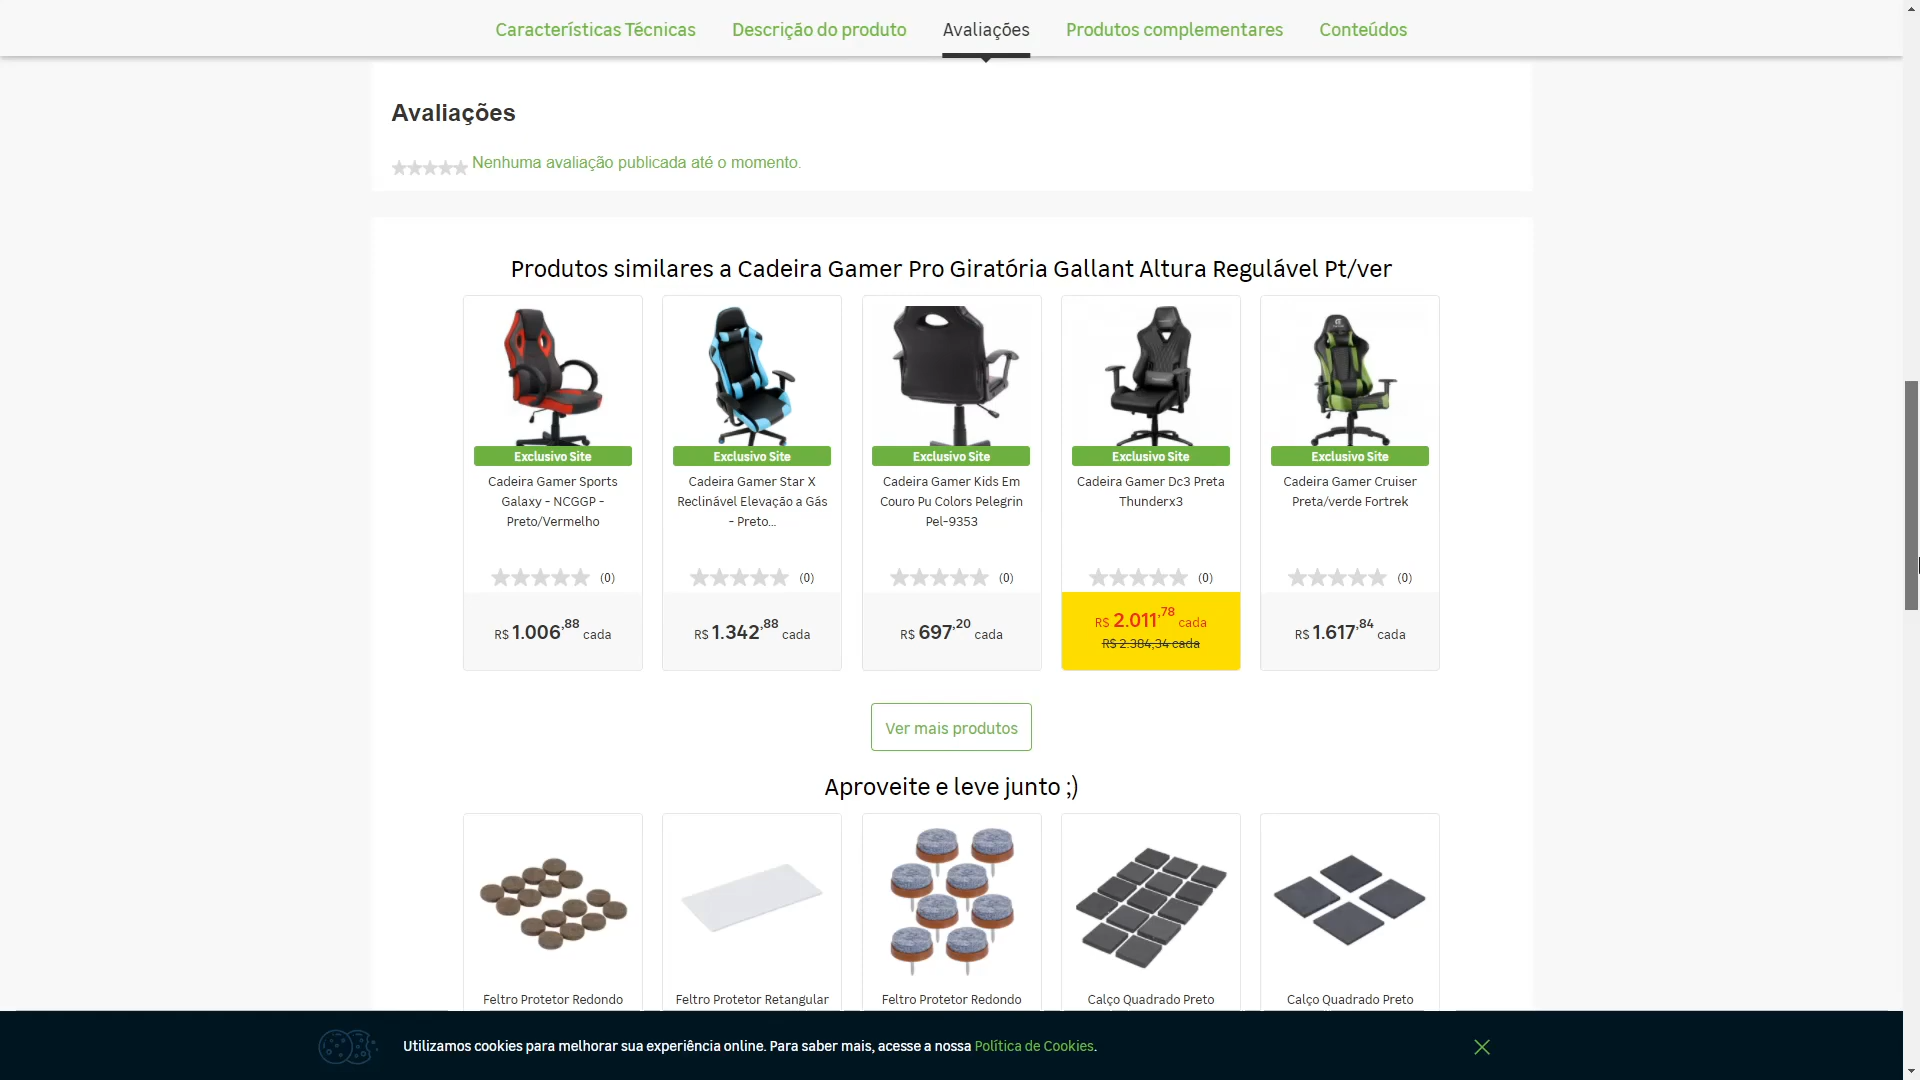 Características Técnicas
Descrição do produto
Avaliações
Produtos complementares
Conteúdos
Avaliações
Nenhuma avaliação publicada até o momento.
Produtos similares a Cadeira Gamer Pro Giratória Gallant Altura Regulável Pt/ver
Exclusivo Site
Cadeira Gamer Sports
Galaxy - NCGGP -
Preto/Vermelho
(0)
R$ 1.006,88 cada
Exclusivo Site
Cadeira Gamer Star X
Reclinável Elevação a Gás
- Preto...
(0)
R$ 1.342,88 cada
Exclusivo Site
Cadeira Gamer Kids Em
Couro Pu Colors Pelegrin
Pel-9353
(0)
R$ 697,20 cada
Exclusivo Site
Cadeira Gamer Dc3 Preta
Thunderx3
(0)
R$ 2.011,78 cada
R$ 2.384,34 cada
Exclusivo Site
Cadeira Gamer Cruiser
Preta/verde Fortrek
(0)
R$ 1.617,84 cada
Ver mais produtos
Aproveite e leve junto ;)
Feltro Protetor Redondo
Feltro Protetor Retangular
Feltro Protetor Redondo
Calço Quadrado Preto
Calço Quadrado Preto
Utilizamos cookies para melhorar sua experiência online. Para saber mais, acesse a nossa Política de Cookies.